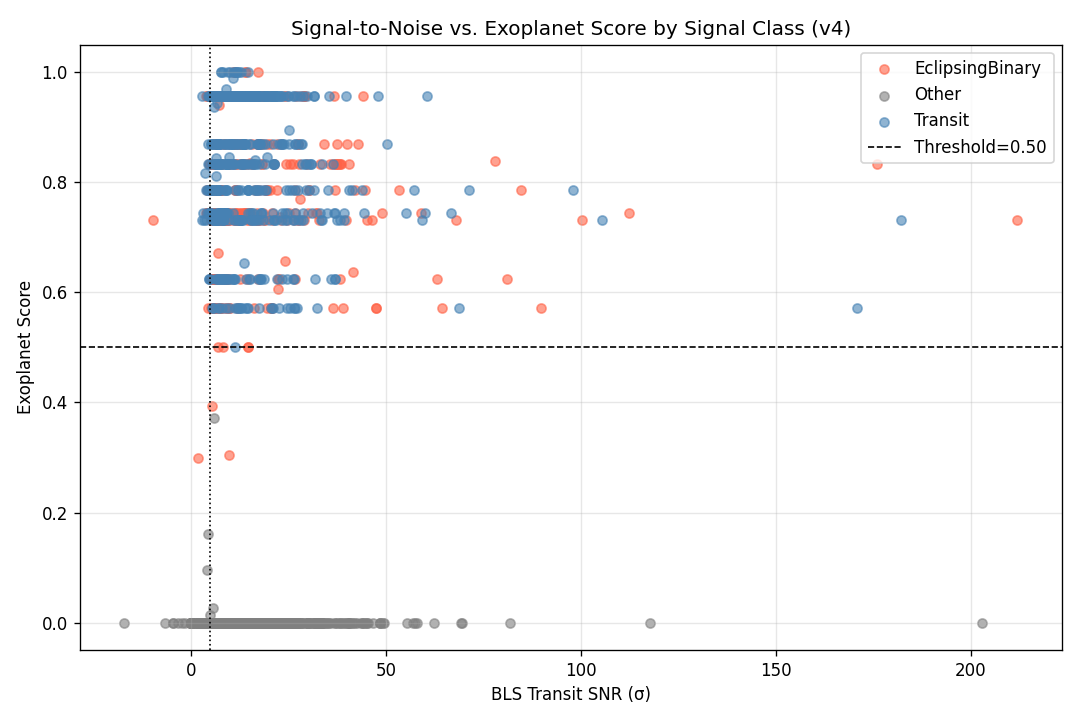 Signal-to-Noise vs. Exoplanet Score by Signal Class (v4)
EclipsingBinary
Other
Transit
Threshold=0.50
Exoplanet Score
1.0
0.8
0.6
0.4
0.2
0.0
0
50
100
150
200
BLS Transit SNR (σ)